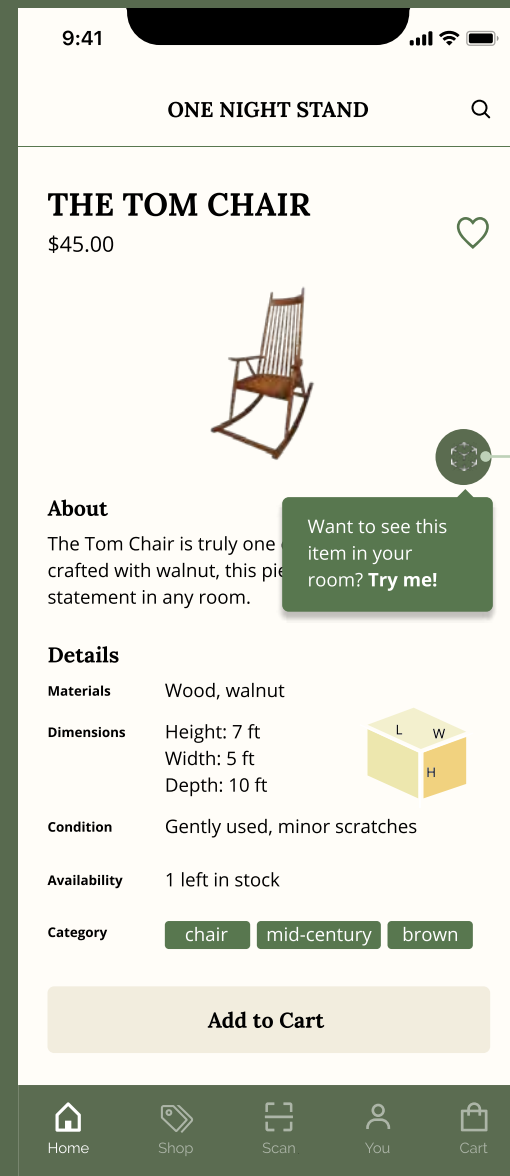 9:41
ONE NIGHT STAND
THE TOM CHAIR
$45.00
About
The Tom Chair is truly one
crafted with walnut, this
statement in any room.
Want to see this
item in your
room? Try me!
Details
Materials
Wood, walnut
Dimensions
Height: 7 ft
Width: 5 ft
Depth: 10 ft
L
W
H
Condition
Gently used, minor scratches
Availability
1 left in stock
Category
chair
mid-century
brown
Add to Cart
Home
Shop
Scan
You
Cart